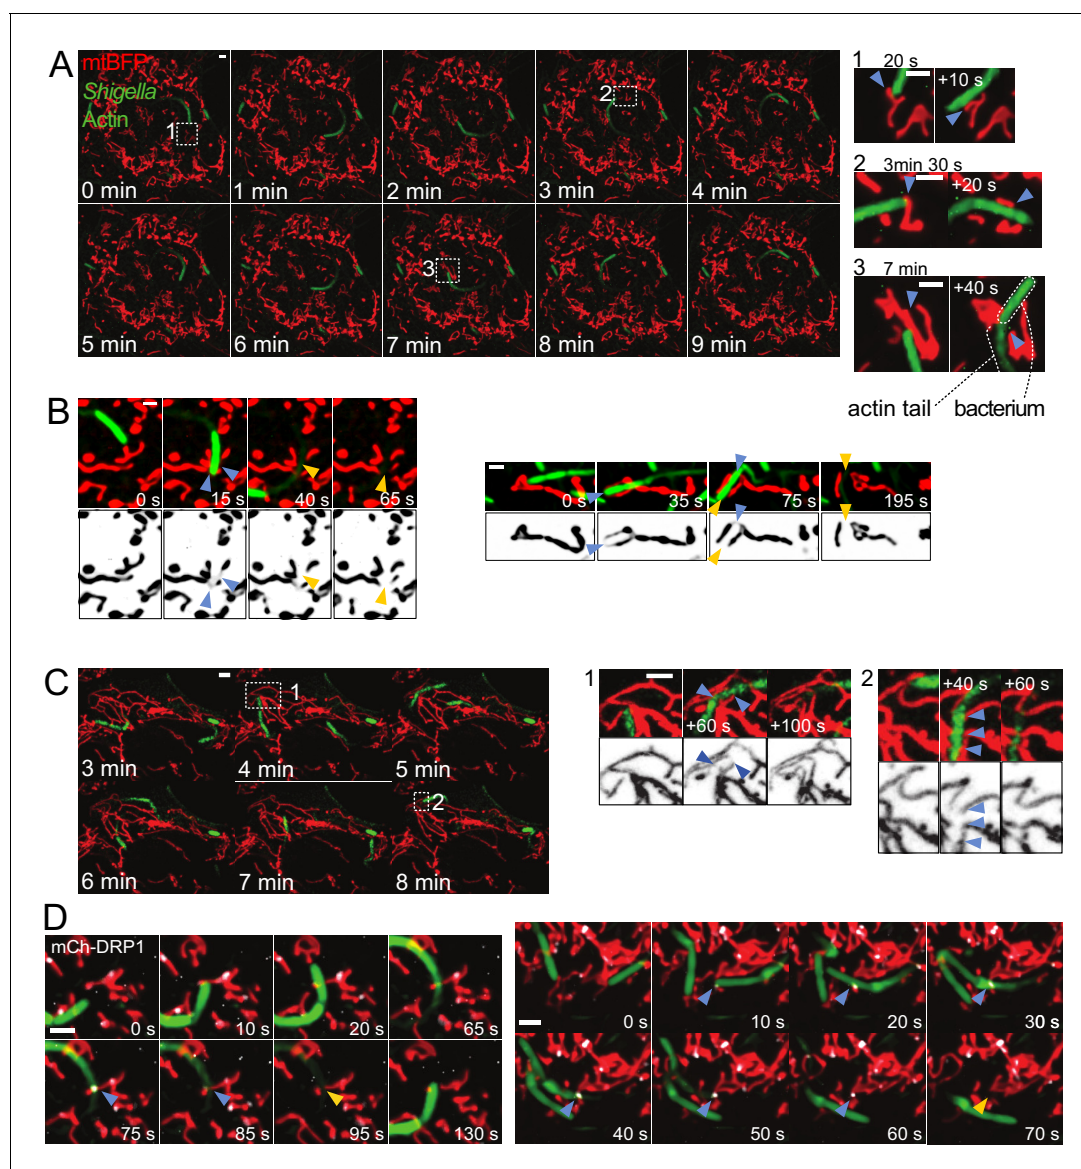 A
mtBFP
Shigella
Actin
1
2
0 min
1 min
2 min
3 min
4 min
3
5 min
6 min
7 min
8 min
9 min
1
20 s
+10 s
2
3min 30 s
+20 s
3
7 min
+40 s
actin tail
bacterium
B
0 s
15 s
40 s
65 s
0 s
35 s
75 s
195 s
C
1
3 min
4 min
5 min
2
6 min
7 min
8 min
1
+60 s
+100 s
2
+40 s
+60 s
D
mCh-DRP1
0 s
10 s
20 s
65 s
75 s
85 s
95 s
130 s
0 s
10 s
20 s
30 s
40 s
50 s
60 s
70 s